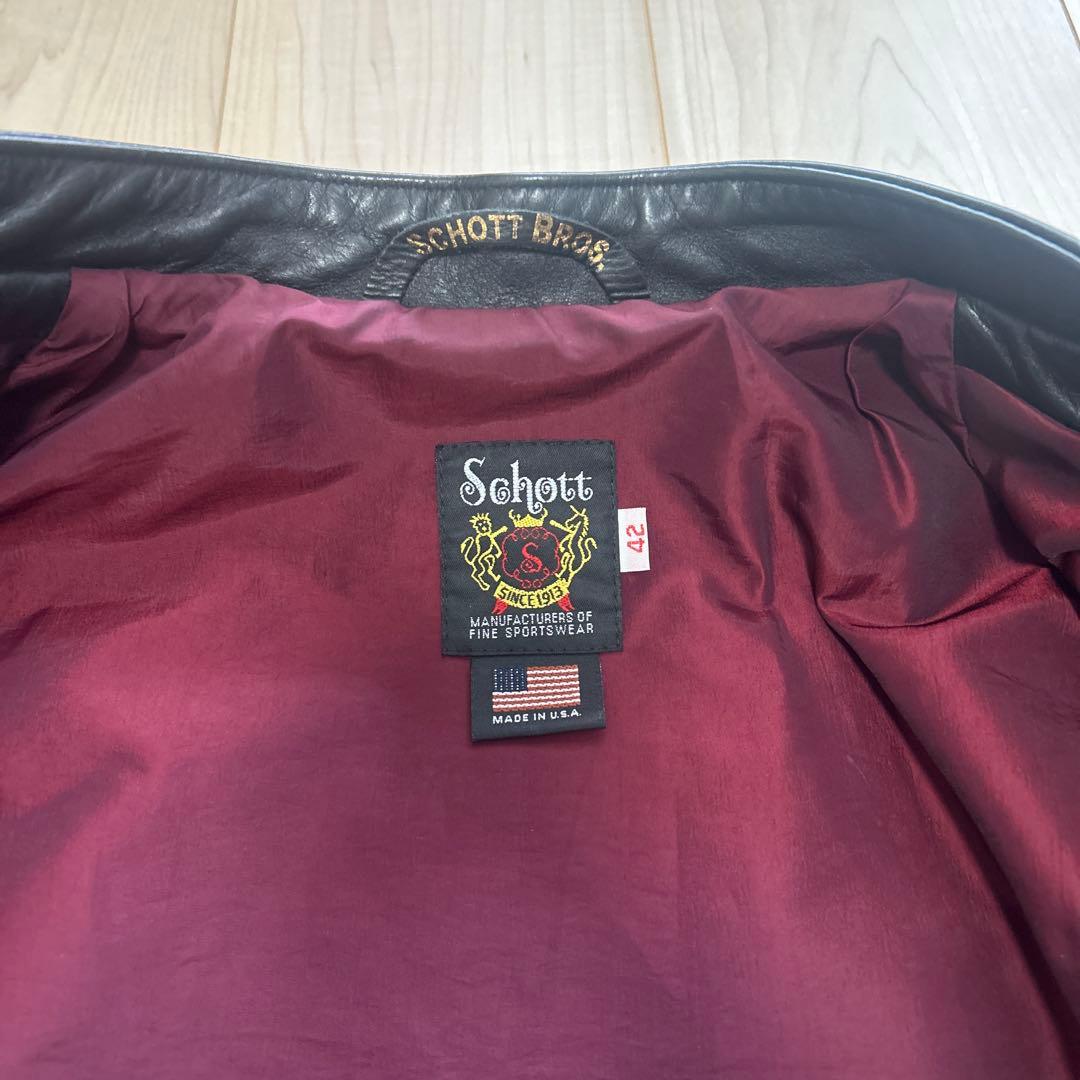 SCHOTT BROS.
Schott
S
SINCE 1913
MANUFACTURERS OF
FINE SPORTSWEAR
42
MADE IN U.S.A.